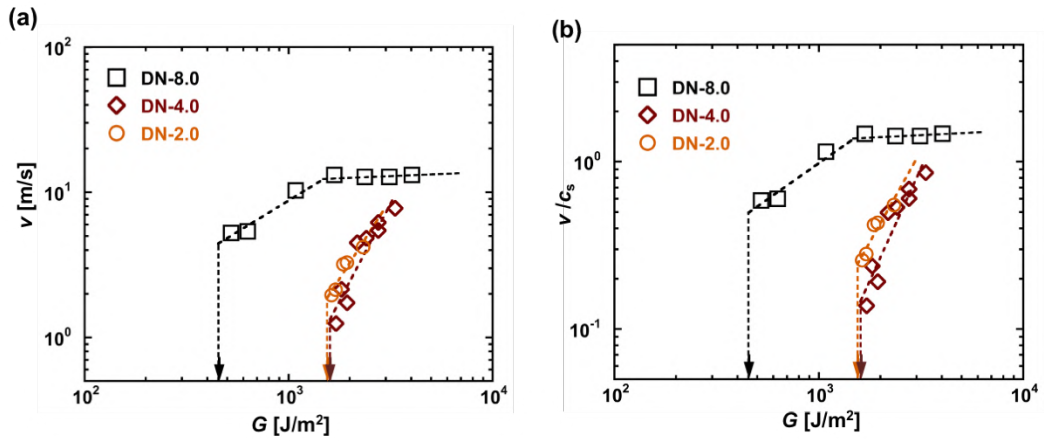 (a)
10²
10¹
10⁰
v [m/s]
DN-8.0
DN-4.0
DN-2.0
10² 10³ 10⁴
G [J/m²]
(b)
10⁰
10⁻¹
v/cₛ
DN-8.0
DN-4.0
DN-2.0
10² 10³ 10⁴
G [J/m²]